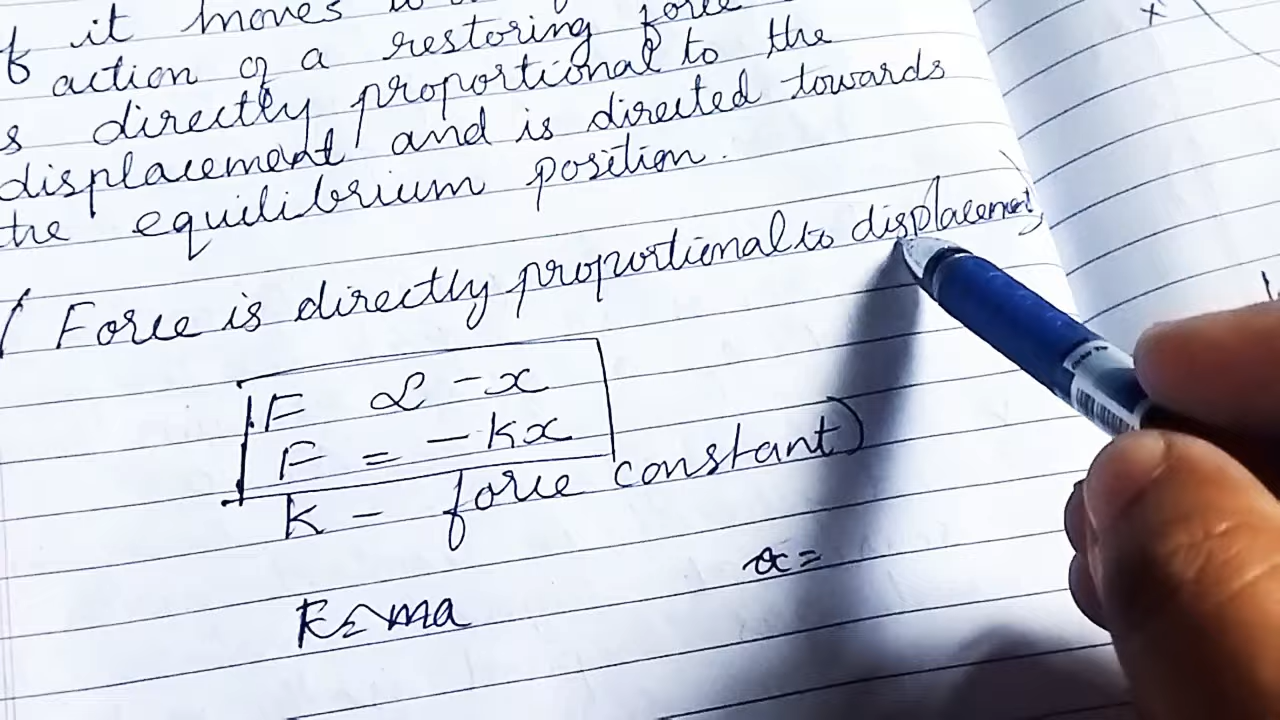 it moves
action of a restoring force
s directly proportional to the
displacement and is directed towards
the equilibrium position.
( Force is directly proportional to displacement)
F ∝ -x
F = -kx
k - force constant)
x =
F = ma